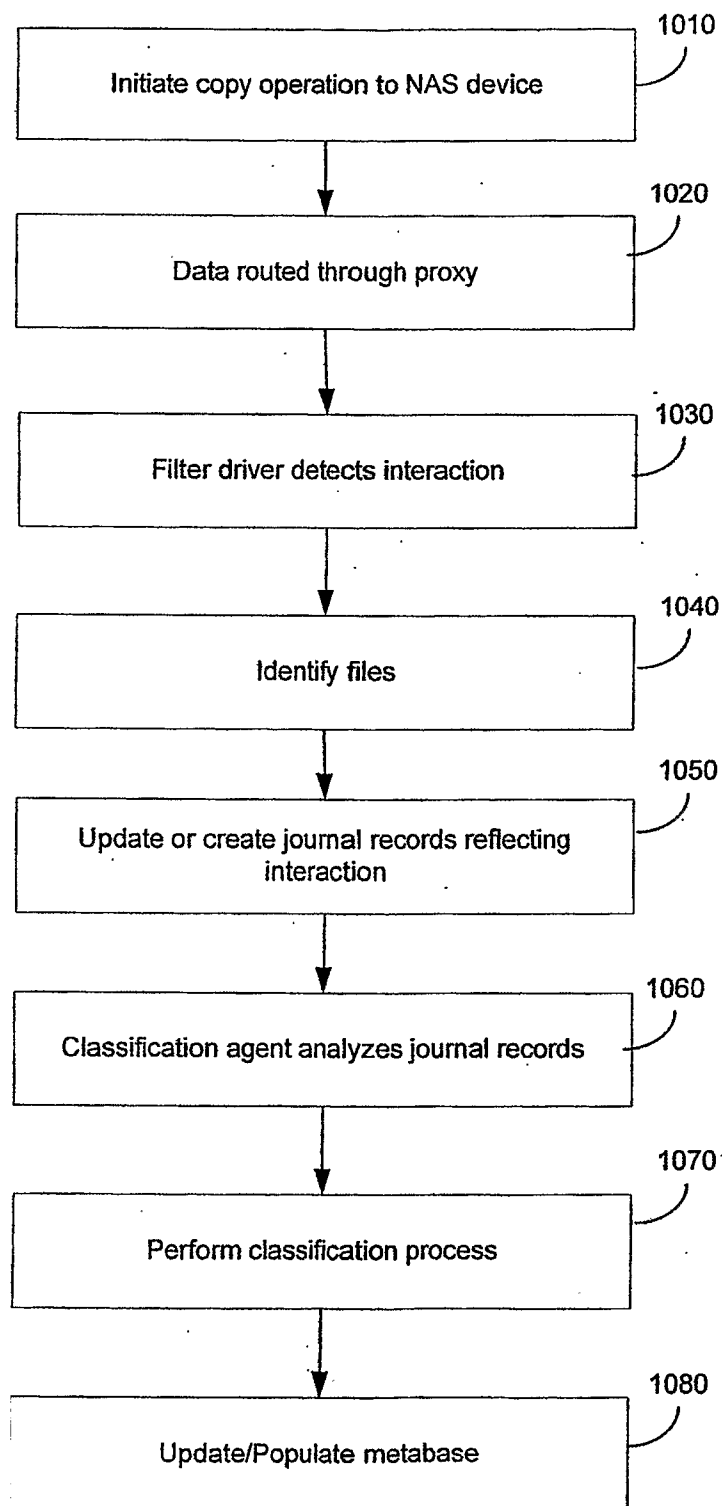 1010
Initiate copy operation to NAS device
1020
Data routed through proxy
1030
Filter driver detects interaction
1040
Identify files
1050
Update or create journal records reflecting
interaction
1060
Classification agent analyzes journal records
1070
Perform classification process
1080
Update/Populate metabase